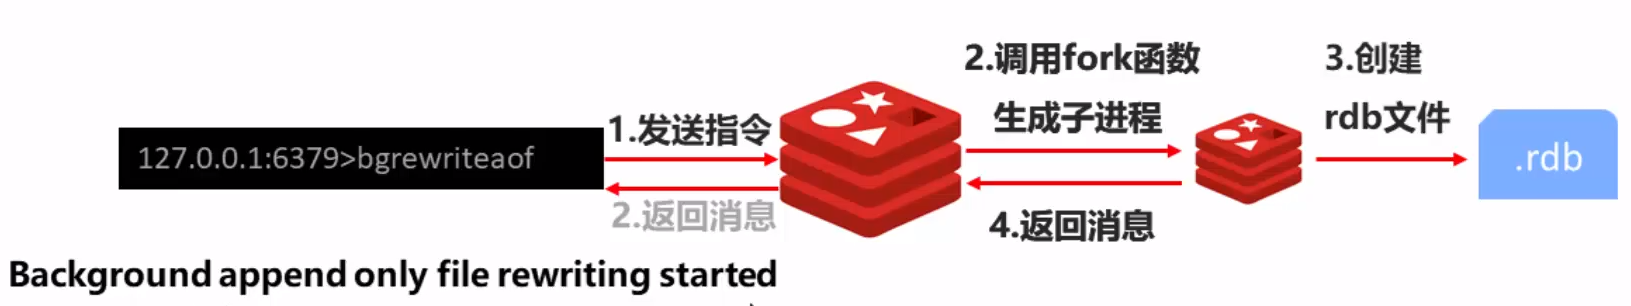 2.调用fork函数
生成子进程
3.创建
rdb文件
1.发送指令
127.0.0.1:6379>bgrewriteaof
.rdb
2.返回消息
4.返回消息
Background append only file rewriting started